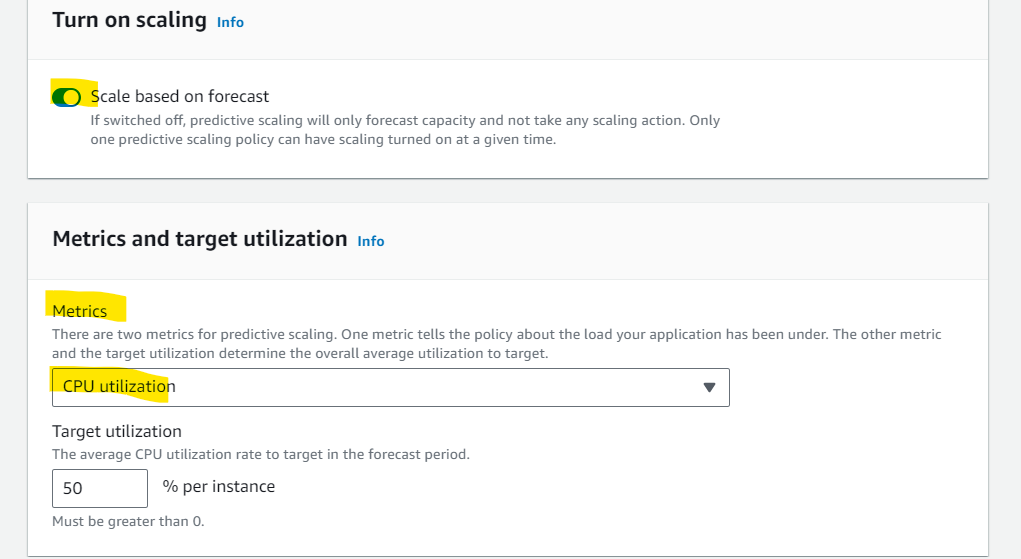 Turn on scaling Info
Scale based on forecast
If switched off, predictive scaling will only forecast capacity and not take any scaling action. Only
one predictive scaling policy can have scaling turned on at a given time.
Metrics and target utilization Info
Metrics
There are two metrics for predictive scaling. One metric tells the policy about the load your application has been under. The other metric
and the target utilization determine the overall average utilization to target.
CPU utilization
Target utilization
The average CPU utilization rate to target in the forecast period.
50 % per instance
Must be greater than 0.